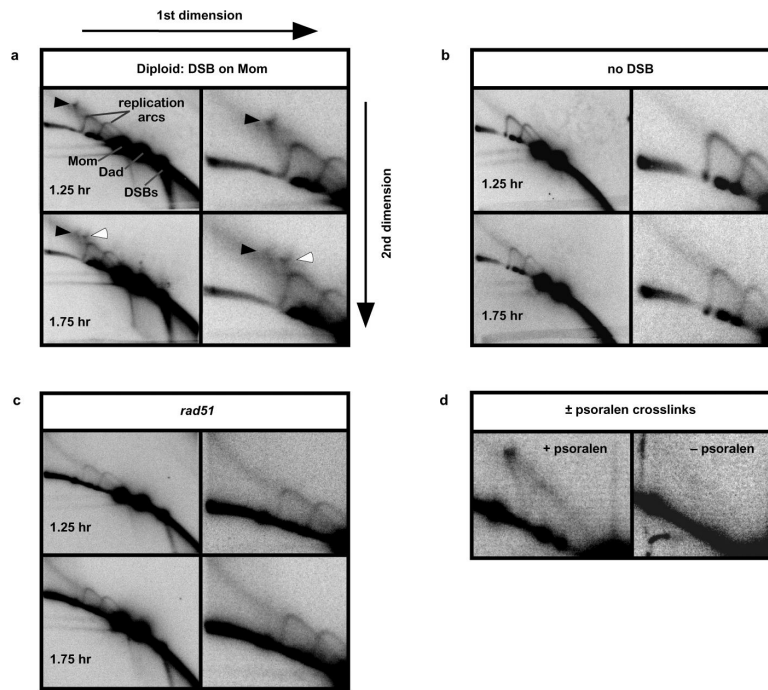 1st dimension
a
Diploid: DSB on Mom
replication
arcs
Mom
Dad
DSBs
1.25 hr
1.75 hr
2nd dimension
b
no DSB
1.25 hr
1.75 hr
c
rad51
1.25 hr
1.75 hr
d
± psoralen crosslinks
+ psoralen
– psoralen